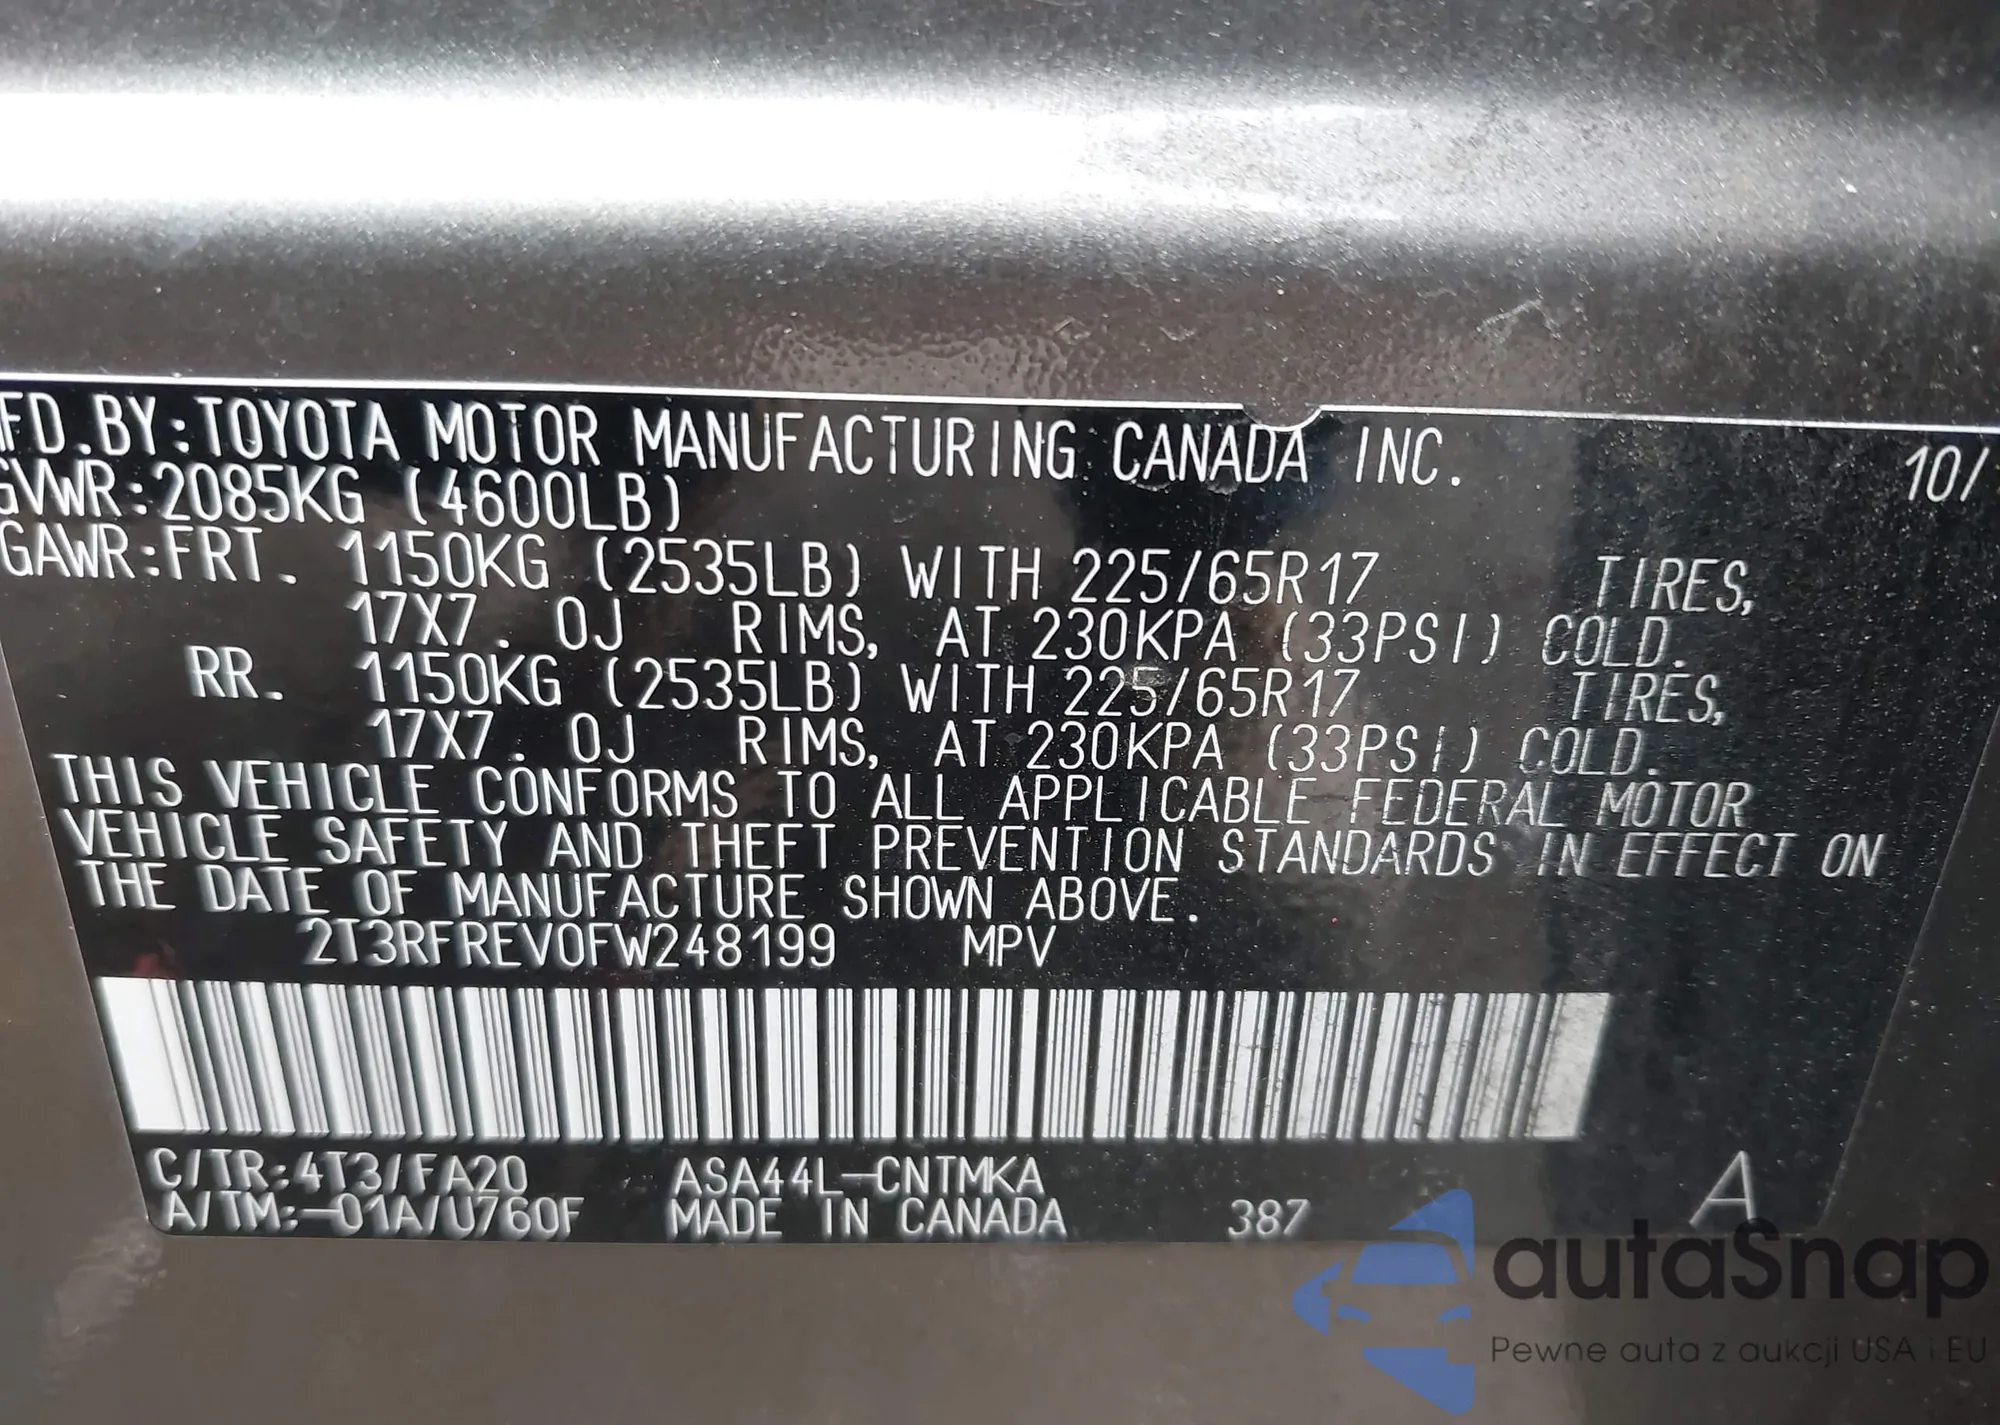 FD.BY:TOYOTA MOTOR MANUFACTURING CANADA INC. 10/
GVWR:2085KG (4600LB)
GAWR:FRT. 1150KG (2535LB) WITH 225/65R17 TIRES,
17X7.0J RIMS, AT 230KPA (33PSI) COLD.
RR. 1150KG (2535LB) WITH 225/65R17 TIRES,
17X7.0J RIMS, AT 230KPA (33PSI) COLD.
THIS VEHICLE CONFORMS TO ALL APPLICABLE FEDERAL MOTOR
VEHICLE SAFETY AND THEFT PREVENTION STANDARDS IN EFFECT ON
THE DATE OF MANUFACTURE SHOWN ABOVE.
2T3RFREV0FW248199 MPV
C/TR:4T3/FA20 ASA44L-CNTMKA
A/TM:-01A/U760F MADE IN CANADA 387 A
autaSnap
Pewne auta z aukcji USA i EU